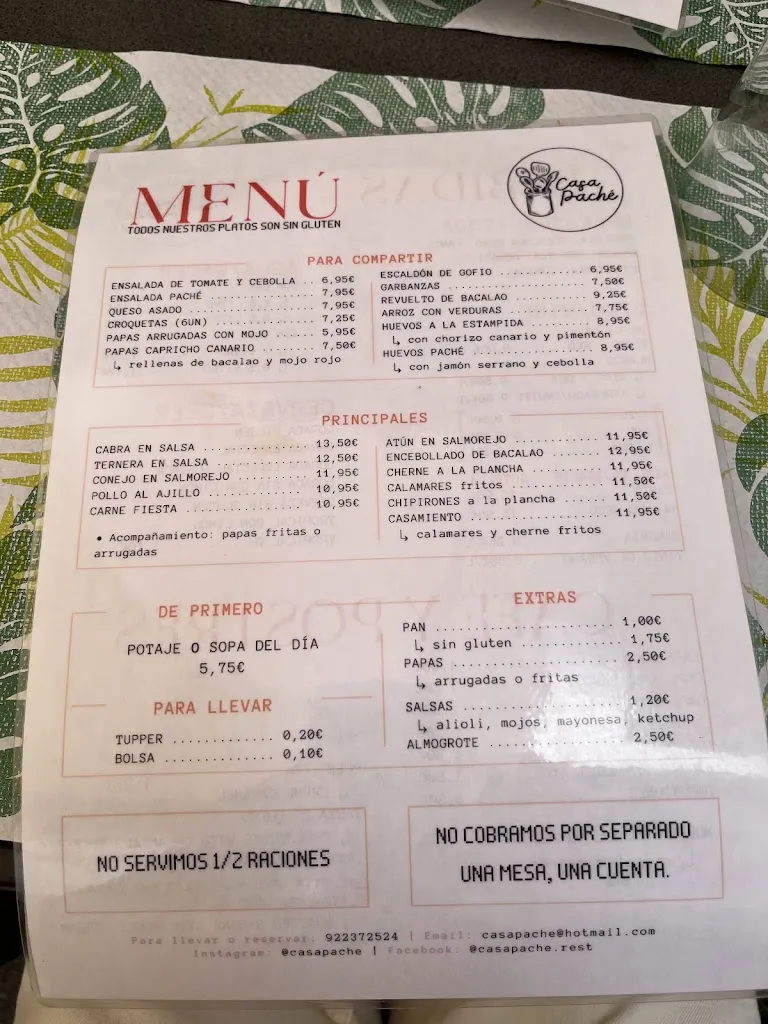 MENÚ
TODOS NUESTROS PLATOS SON SIN GLUTEN
Casa
Paché
PARA COMPARTIR
ENSALADA DE TOMATE Y CEBOLLA .. 6,95€
ENSALADA PACHÉ ............... 7,95€
QUESO ASADO .................. 7,95€
CROQUETAS (6UN) .............. 7,25€
PAPAS ARRUGADAS CON MOJO ..... 5,95€
PAPAS CAPRICHO CANARIO ....... 7,50€
↳ rellenas de bacalao y mojo rojo
ESCALDÓN DE GOFIO ............ 6,95€
GARBANZAS .................... 7,50€
REVUELTO DE BACALAO .......... 9,25€
ARROZ CON VERDURAS ........... 7,75€
HUEVOS A LA ESTAMPIDA ........ 8,95€
↳ con chorizo canario y pimentón
HUEVOS PACHÉ ................. 8,95€
↳ con jamón serrano y cebolla
PRINCIPALES
CABRA EN SALSA .............. 13,50€
TERNERA EN SALSA ............ 12,50€
CONEJO EN SALMOREJO ......... 11,95€
POLLO AL AJILLO ............. 10,95€
CARNE FIESTA ................ 10,95€
• Acompañamiento: papas fritas o
arrugadas
ATÚN EN SALMOREJO ........... 11,95€
ENCEBOLLADO DE BACALAO ...... 12,95€
CHERNE A LA PLANCHA ......... 11,95€
CALAMARES fritos ............ 11,50€
CHIPIRONES a la plancha ..... 11,50€
CASAMIENTO .................. 11,95€
↳ calamares y cherne fritos
DE PRIMERO
POTAJE O SOPA DEL DÍA
5,75€
PARA LLEVAR
TUPPER ............ 0,20€
BOLSA ............. 0,10€
EXTRAS
PAN .................... 1,00€
↳ sin gluten ............ 1,75€
PAPAS .................. 2,50€
↳ arrugadas o fritas
SALSAS ................. 1,20€
↳ alioli, mojos, mayonesa, ketchup
ALMOGROTE .............. 2,50€
NO SERVIMOS 1/2 RACIONES
NO COBRAMOS POR SEPARADO
UNA MESA, UNA CUENTA.
Para llevar o reservar: 922372524 | Email: casapache@hotmail.com
Instagram: @casapache | Facebook: @casapache.rest